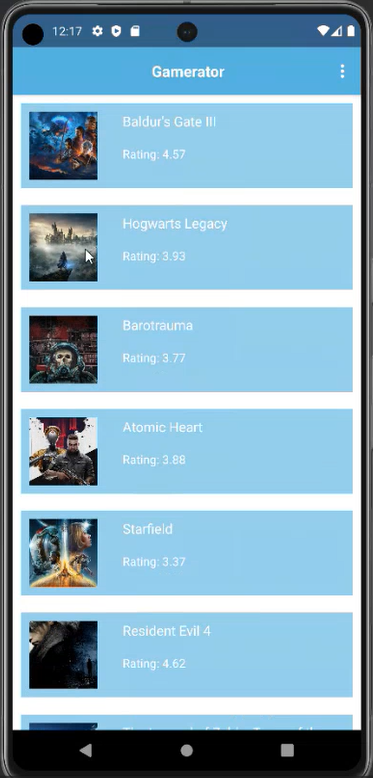 12:17
Gamerator
Baldur's Gate III
Rating: 4.57
Hogwarts Legacy
Rating: 3.93
Barotrauma
Rating: 3.77
Atomic Heart
Rating: 3.88
Starfield
Rating: 3.37
Resident Evil 4
Rating: 4.62